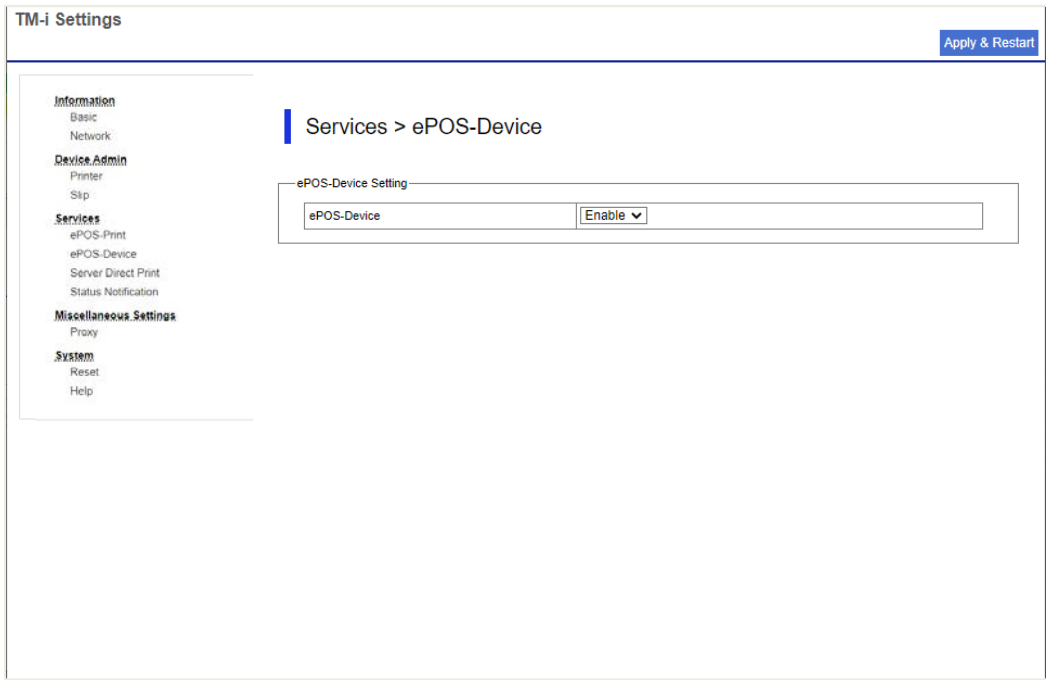 TM-i Settings
Apply & Restart
Information
Basic
Network
Device Admin
Printer
Slip
Services
ePOS-Print
ePOS-Device
Server Direct Print
Status Notification
Miscellaneous Settings
Proxy
System
Reset
Help
Services > ePOS-Device
ePOS-Device Setting
ePOS-Device Enable